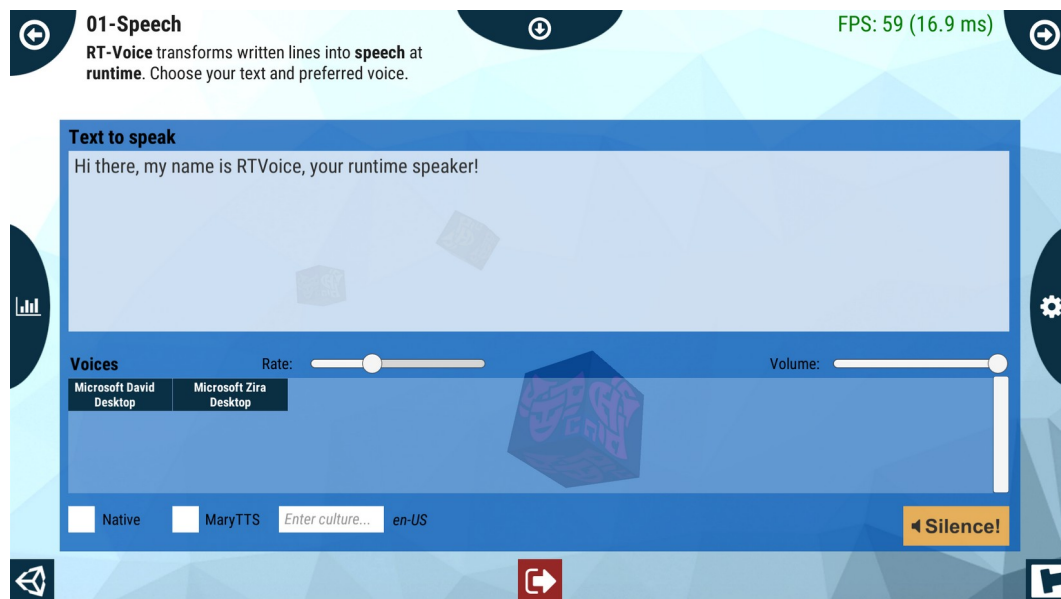 01-Speech
RT-Voice transforms written lines into speech at
runtime. Choose your text and preferred voice.
FPS: 59 (16.9 ms)
Text to speak
Hi there, my name is RTVoice, your runtime speaker!
Voices
Rate:
Volume:
Microsoft David
Desktop
Microsoft Zira
Desktop
Native
MaryTTS
Enter culture...
en-US
Silence!